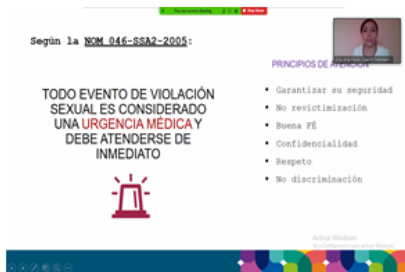 Según la NOM 046-SSA2-2005:
TODO EVENTO DE VIOLACIÓN
SEXUAL ES CONSIDERADO
UNA URGENCIA MÉDICA Y
DEBE ATENDERSE DE
INMEDIATO
PRINCIPIOS DE ATENCIÓN
▪ Garantizar su seguridad
▪ No revictimización
▪ Buena FÉ
▪ Confidencialidad
▪ Respeto
▪ No discriminación
Activar Windows